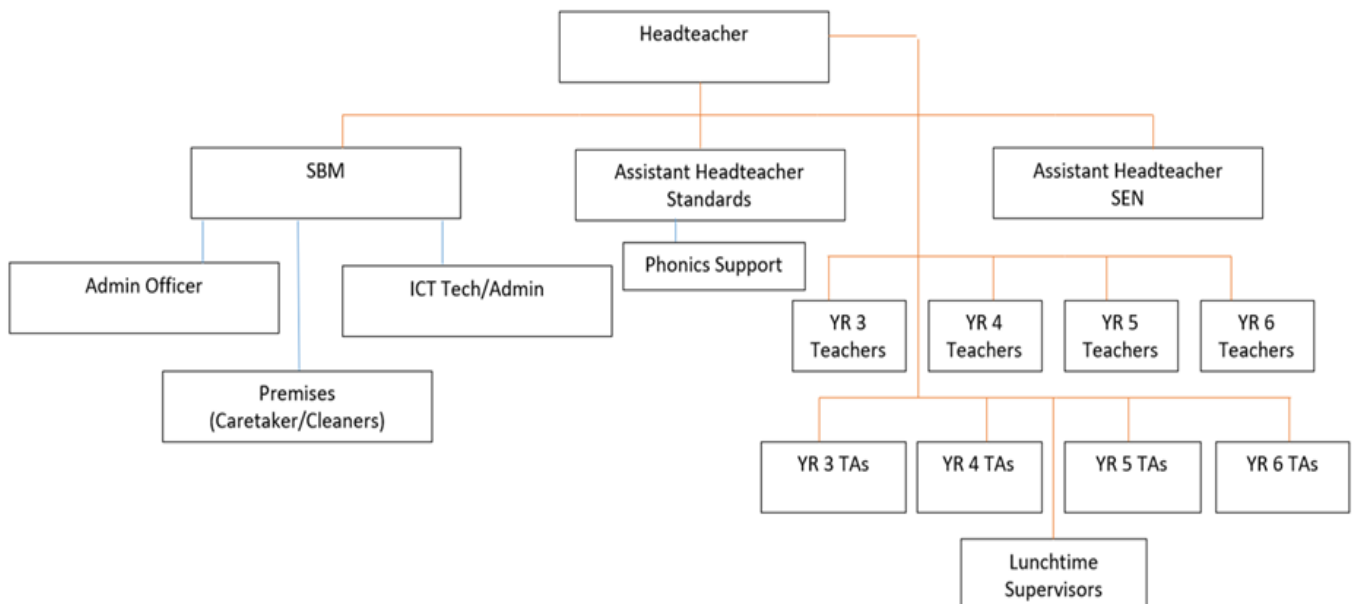 Headteacher
SBM
Assistant Headteacher
Standards
Assistant Headteacher
SEN
Admin Officer
ICT Tech/Admin
Phonics Support
Premises
(Caretaker/Cleaners)
YR 3
Teachers
YR 4
Teachers
YR 5
Teachers
YR 6
Teachers
YR 3 TAs
YR 4 TAs
YR 5 TAs
YR 6 TAs
Lunchtime
Supervisors